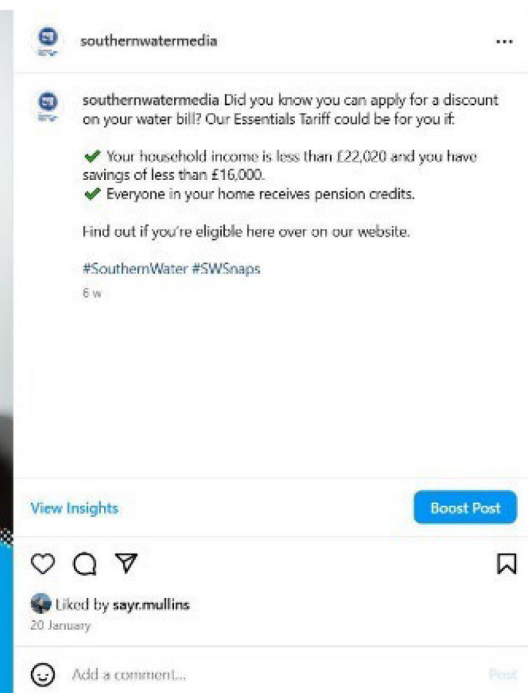 southernwatermedia
southernwatermedia Did you know you can apply for a discount
on your water bill? Our Essentials Tariff could be for you if:
✔ Your household income is less than £22,020 and you have
savings of less than £16,000.
✔ Everyone in your home receives pension credits.
Find out if you're eligible here over on our website.
#SouthernWater #SWSnaps
6 w
View Insights
Boost Post
Liked by sayr.mullins
20 January
Add a comment...
Post